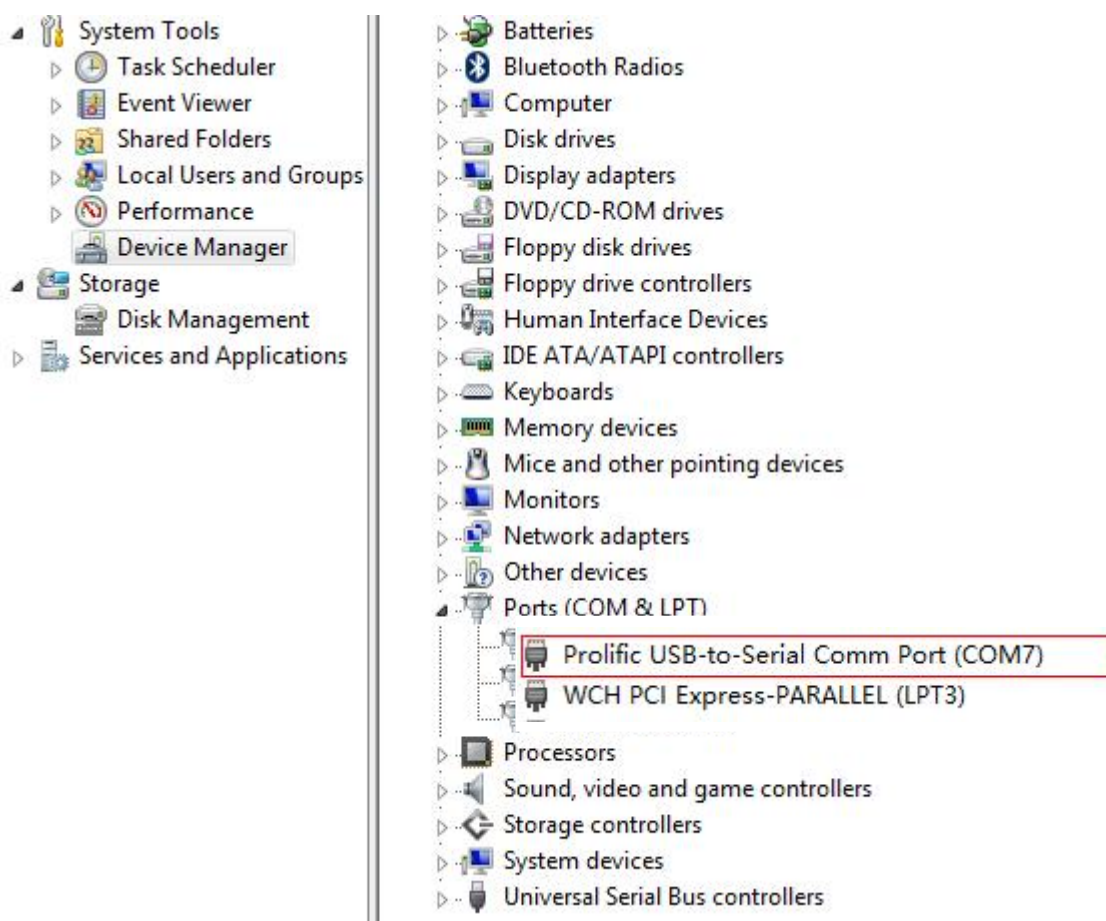 System Tools
Task Scheduler
Event Viewer
Shared Folders
Local Users and Groups
Performance
Device Manager
Storage
Disk Management
Services and Applications
Batteries
Bluetooth Radios
Computer
Disk drives
Display adapters
DVD/CD-ROM drives
Floppy disk drives
Floppy drive controllers
Human Interface Devices
IDE ATA/ATAPI controllers
Keyboards
Memory devices
Mice and other pointing devices
Monitors
Network adapters
Other devices
Ports (COM & LPT)
Prolific USB-to-Serial Comm Port (COM7)
WCH PCI Express-PARALLEL (LPT3)
Processors
Sound, video and game controllers
Storage controllers
System devices
Universal Serial Bus controllers